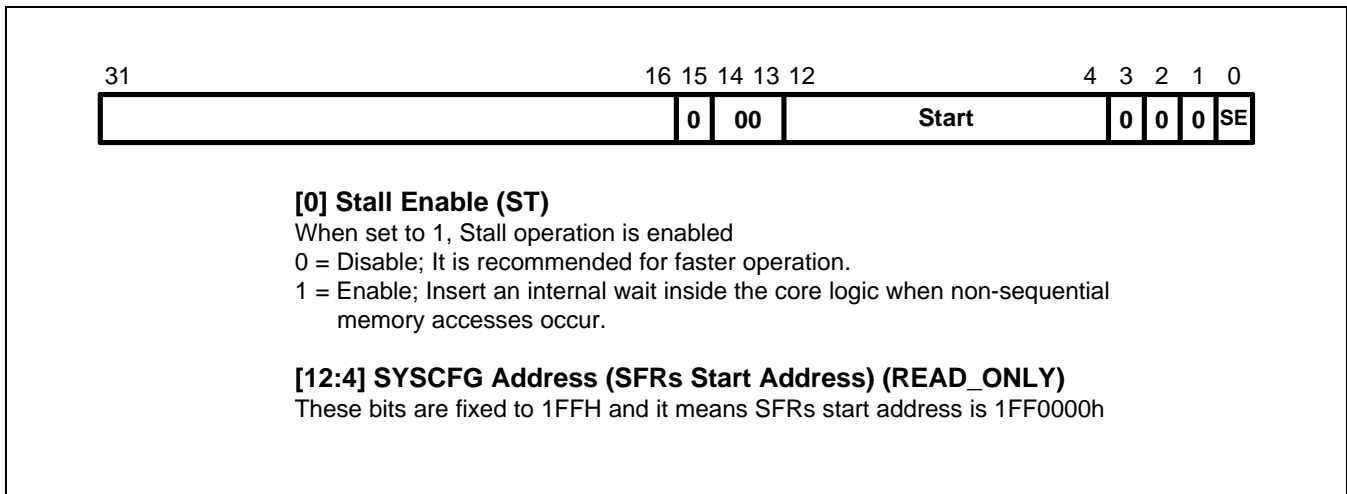 31 16 15 14 13 12 4 3 2 1 0
0 00 Start 0 0 0 SE
[0] Stall Enable (ST)
When set to 1, Stall operation is enabled
0 = Disable; It is recommended for faster operation.
1 = Enable; Insert an internal wait inside the core logic when non-sequential
memory accesses occur.
[12:4] SYSCFG Address (SFRs Start Address) (READ_ONLY)
These bits are fixed to 1FFH and it means SFRs start address is 1FF0000h